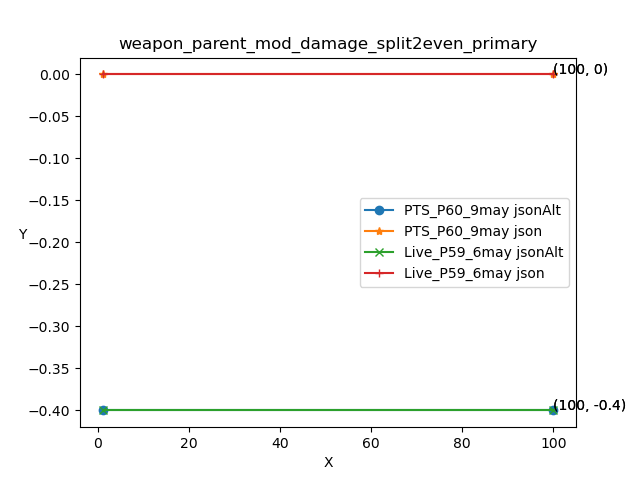 weapon_parent_mod_damage_split2even_primary
0.00
(100, 0)
−0.05
−0.10
−0.15
−0.20
−0.25
−0.30
−0.35
−0.40
Y
PTS_P60_9may jsonAlt
PTS_P60_9may json
Live_P59_6may jsonAlt
Live_P59_6may json
(100, -0.4)
0
20
40
60
80
100
X